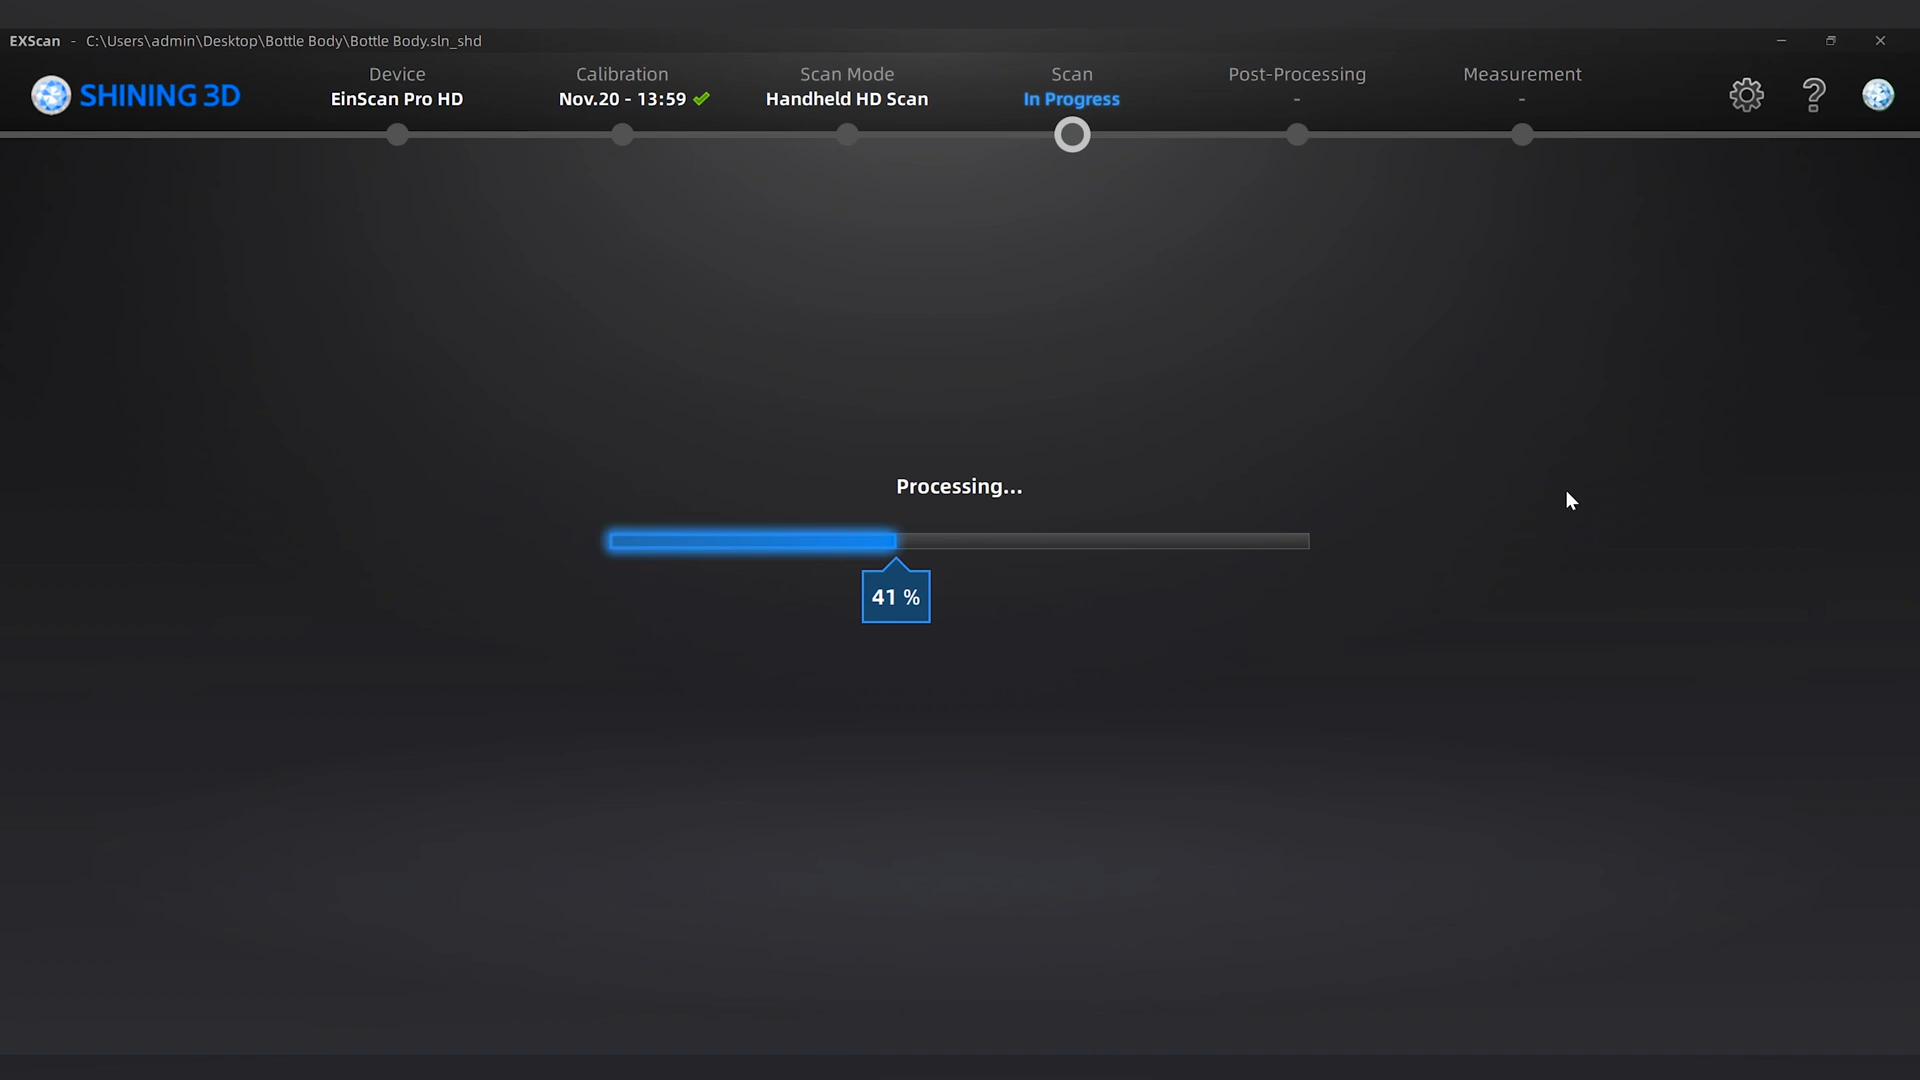 EXScan - C:\Users\admin\Desktop\Bottle Body\Bottle Body.sln_shd
SHINING 3D
Device
EinScan Pro HD
Calibration
Nov.20 - 13:59
Scan Mode
Handheld HD Scan
Scan
In Progress
Post-Processing
-
Measurement
-
Processing...
41 %